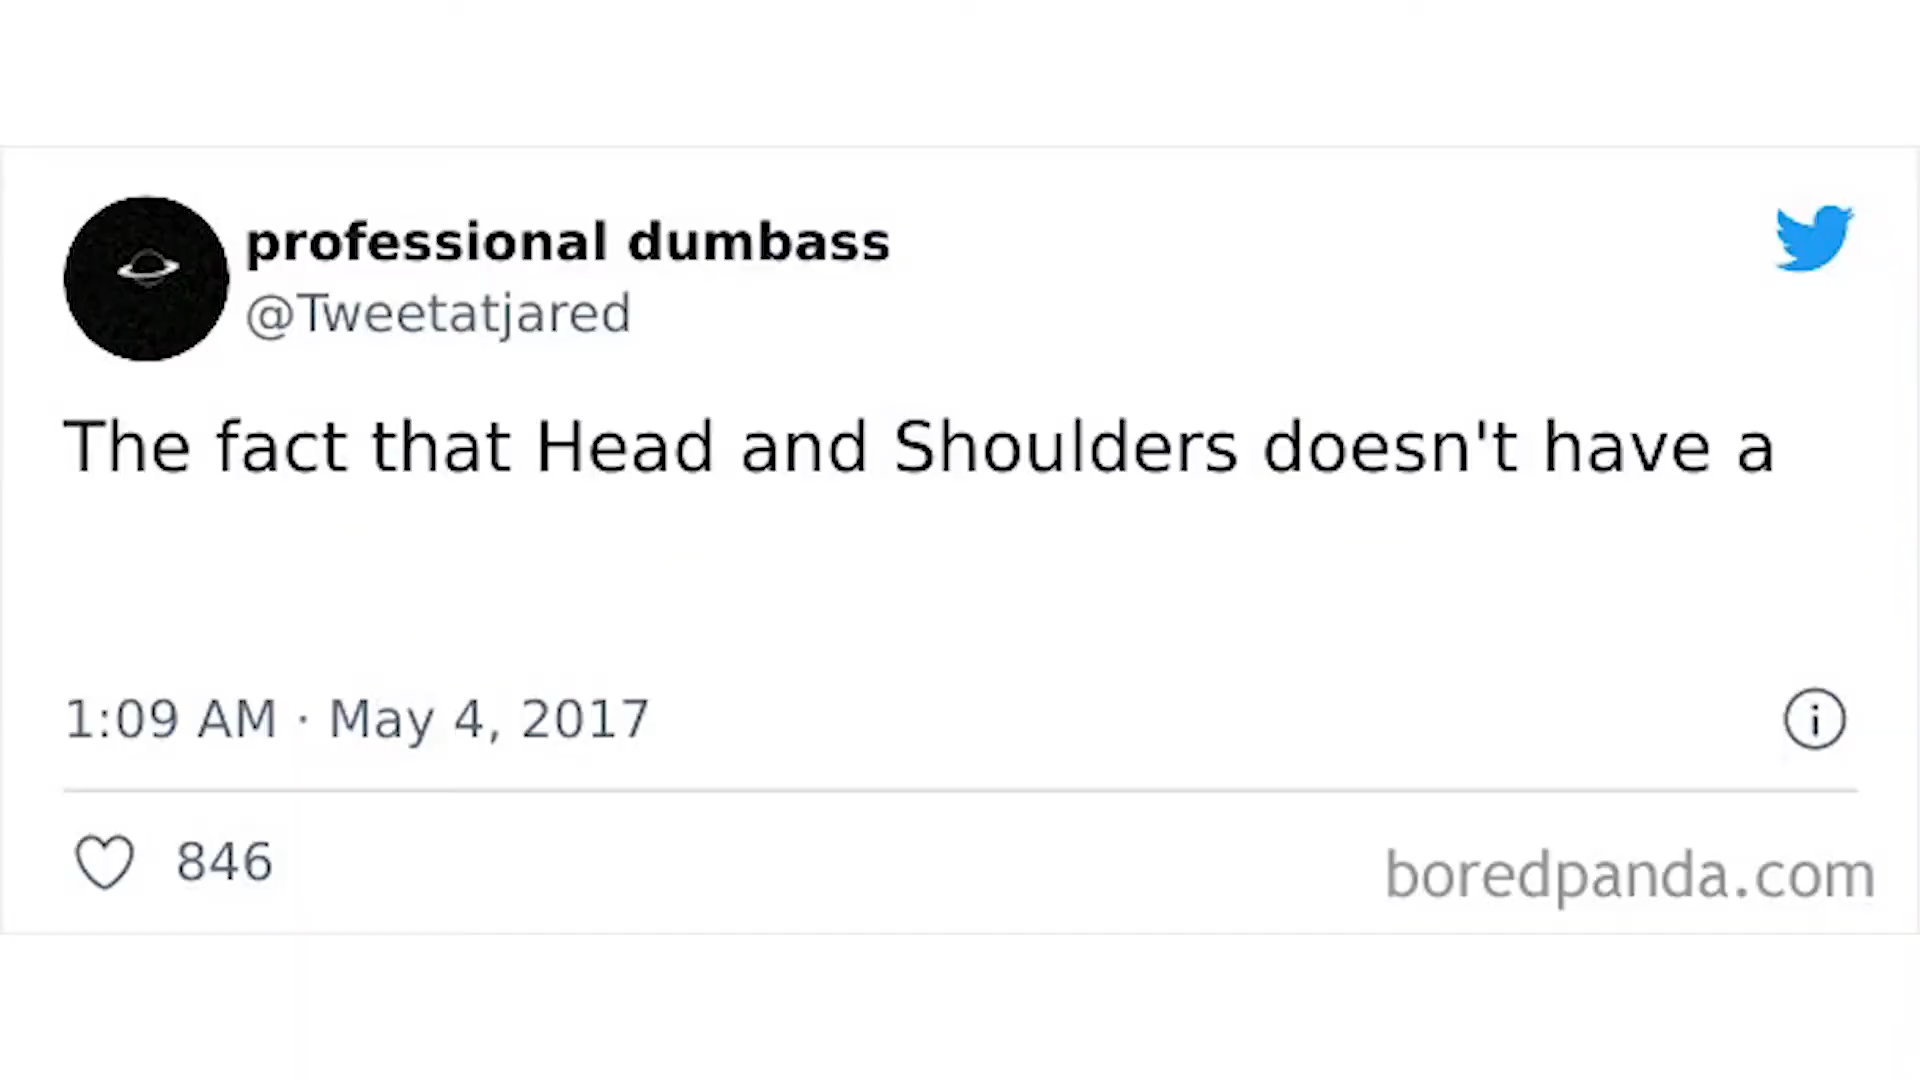 professional dumbass
@Tweetatjared
The fact that Head and Shoulders doesn't have a
1:09 AM · May 4, 2017
846
boredpanda.com